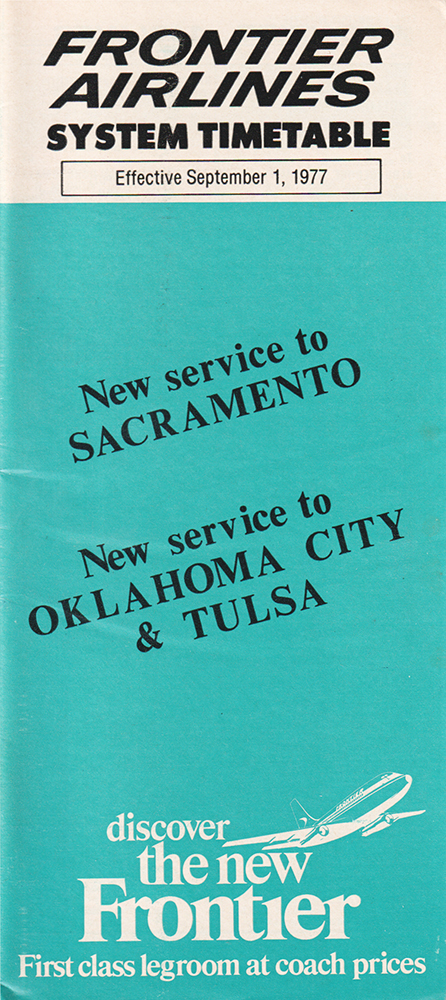 FRONTIER
AIRLINES
SYSTEM TIMETABLE
Effective September 1, 1977
New service to
SACRAMENTO
New service to
OKLAHOMA CITY
& TULSA
FRONTIER
discover
the new
Frontier
First class legroom at coach prices